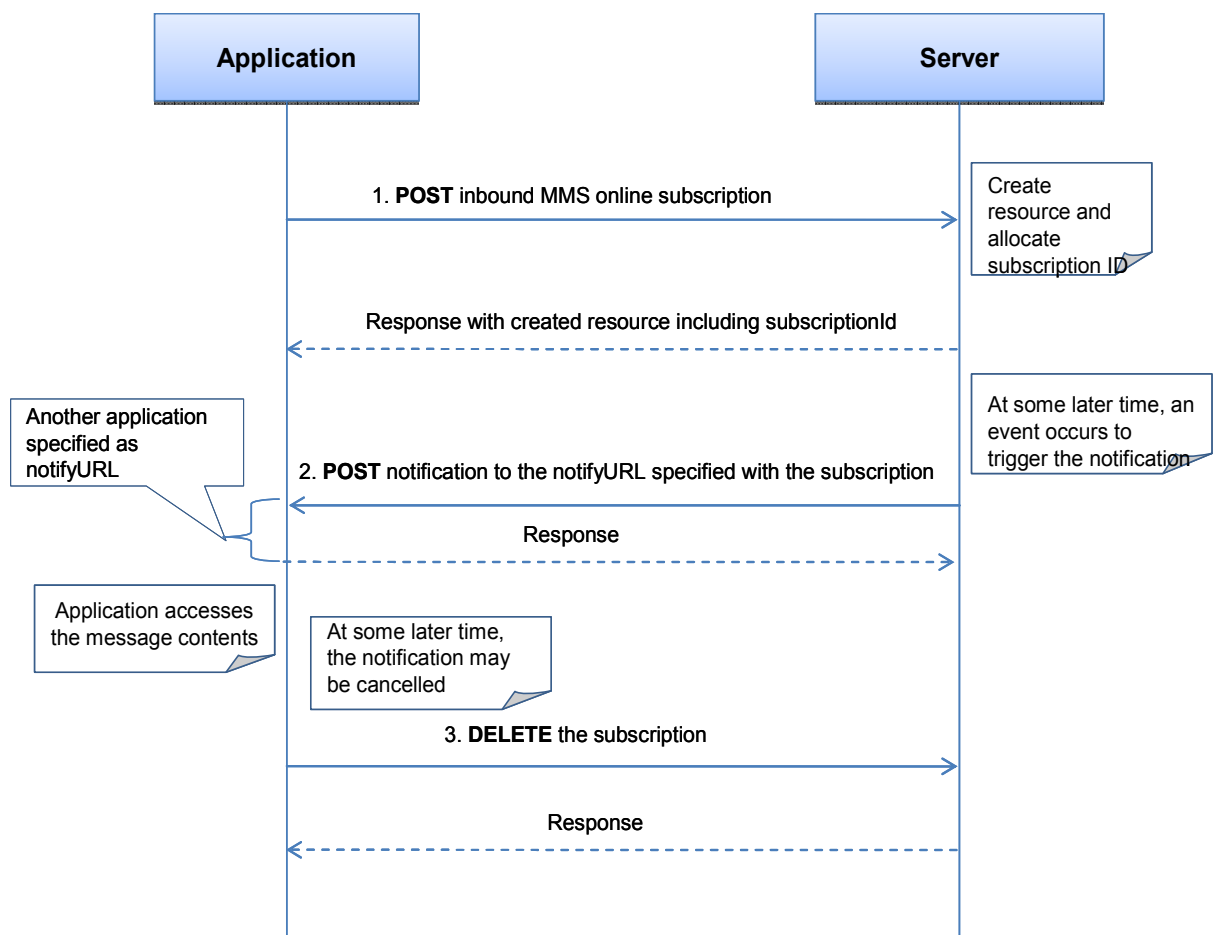 Application
Server
1. POST inbound MMS online subscription
Create
resource and
allocate
subscription ID
Response with created resource including subscriptionId
At some later time, an
event occurs to
trigger the notification
Another application
specified as
notifyURL
2. POST notification to the notifyURL specified with the subscription
Response
Application accesses
the message contents
At some later time,
the notification may
be cancelled
3. DELETE the subscription
Response